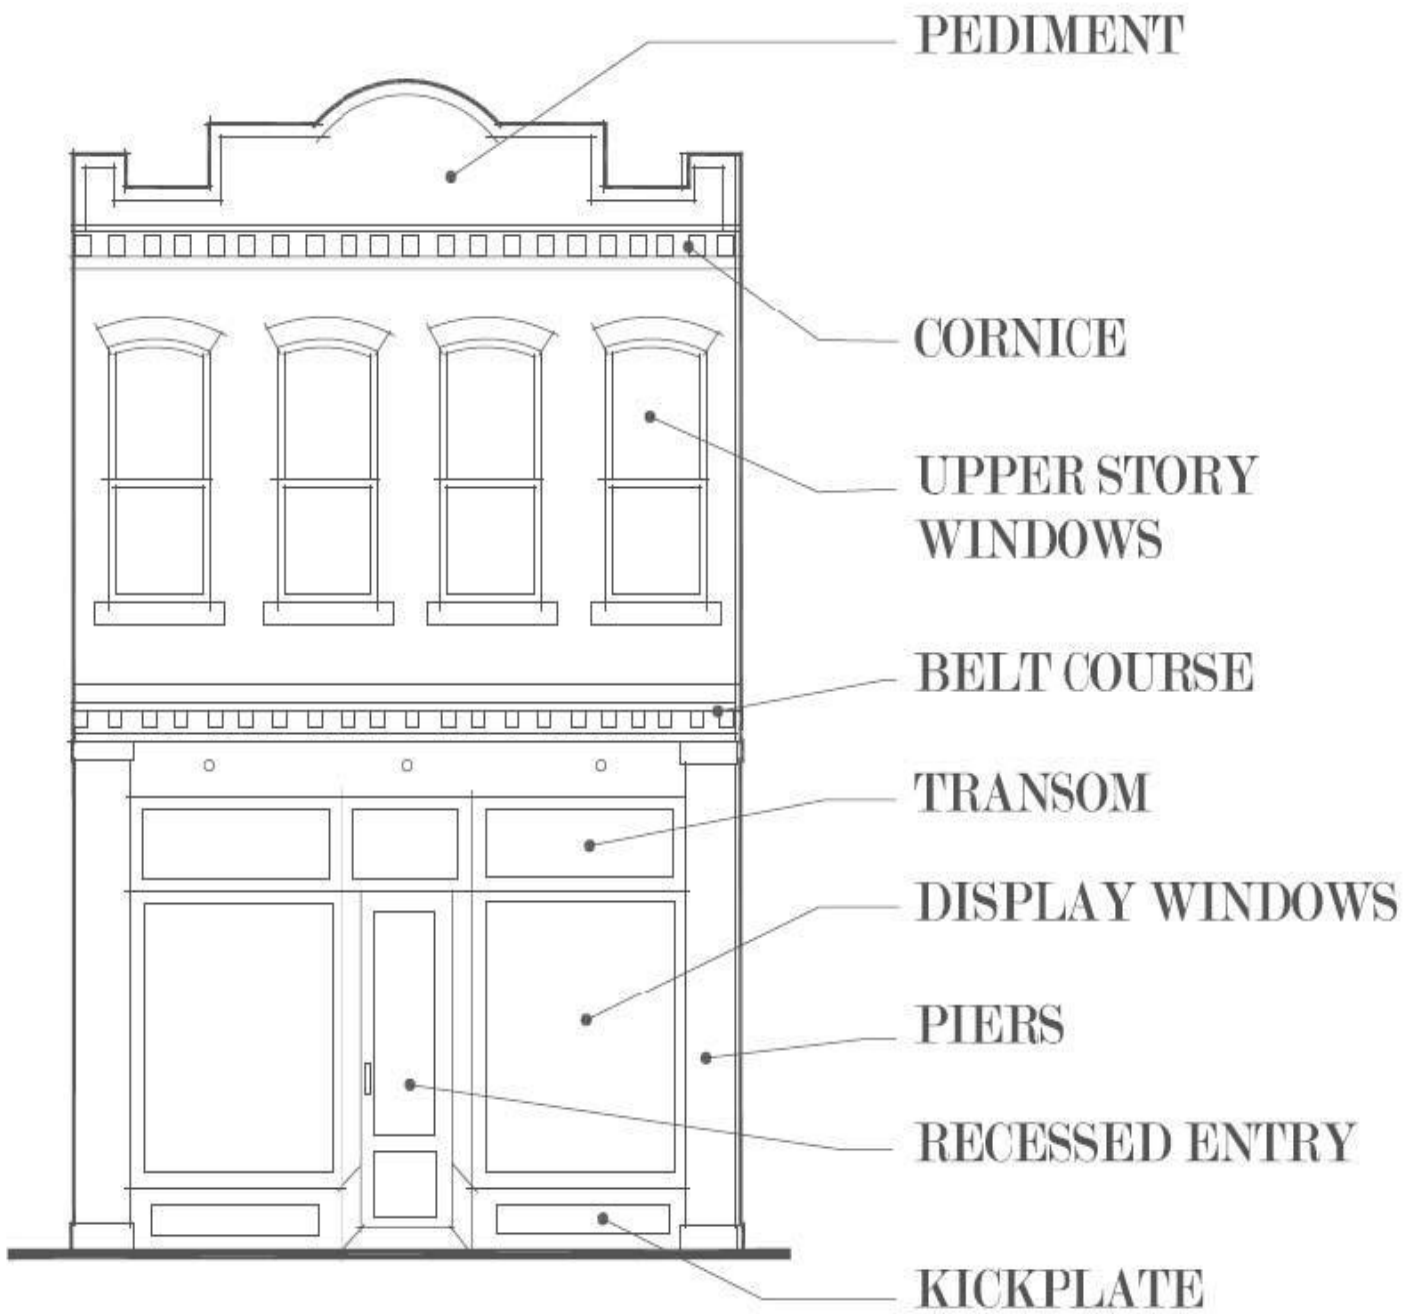 PEDIMENT
CORNICE
UPPER STORY
WINDOWS
BELT COURSE
TRANSOM
DISPLAY WINDOWS
PIERS
RECESSED ENTRY
KICKPLATE